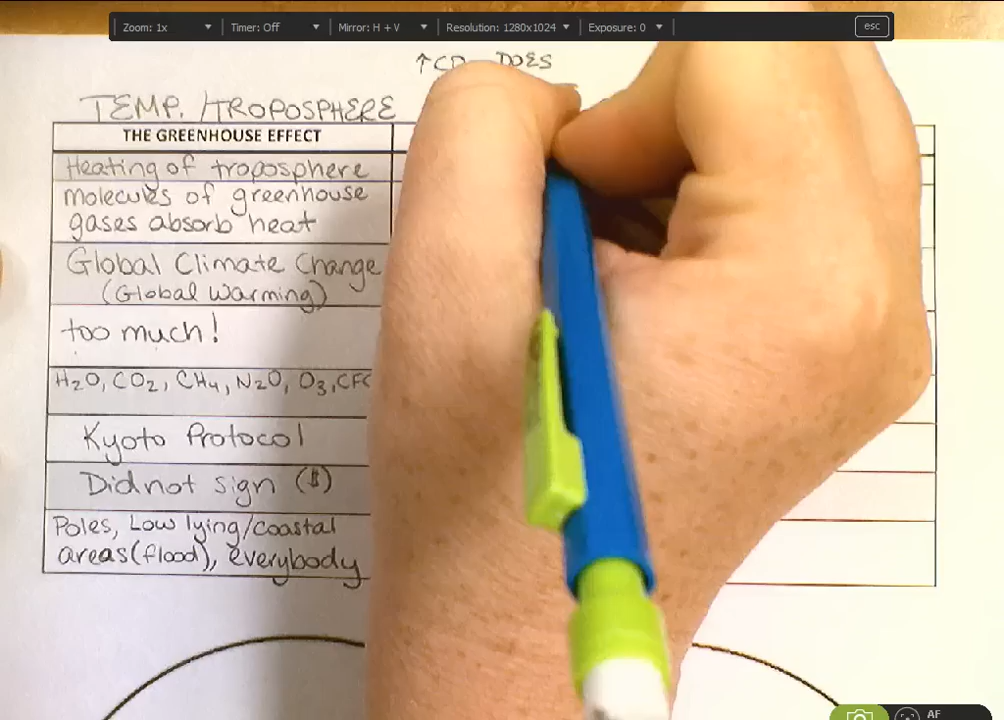 Zoom: 1x Timer: Off Mirror: H + V Resolution: 1280x1024 Exposure: 0 esc
DOES
TEMP. /TROPOSPHERE
THE GREENHOUSE EFFECT
Heating of troposphere
molecules of greenhouse
gases absorb heat
Global Climate Change
(Global Warming)
too much!
H2O, CO2, CH4, N2O, O3, CFC
Kyoto Protocol
Did not sign ($)
Poles, Low lying/coastal
areas (flood), everybody
AF